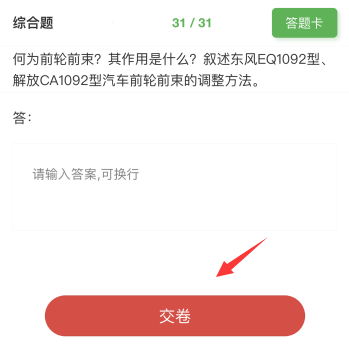 综合题
31 / 31
答题卡
何为前轮前束？其作用是什么？叙述东风EQ1092型、
解放CA1092型汽车前轮前束的调整方法。
答：
请输入答案,可换行
交卷